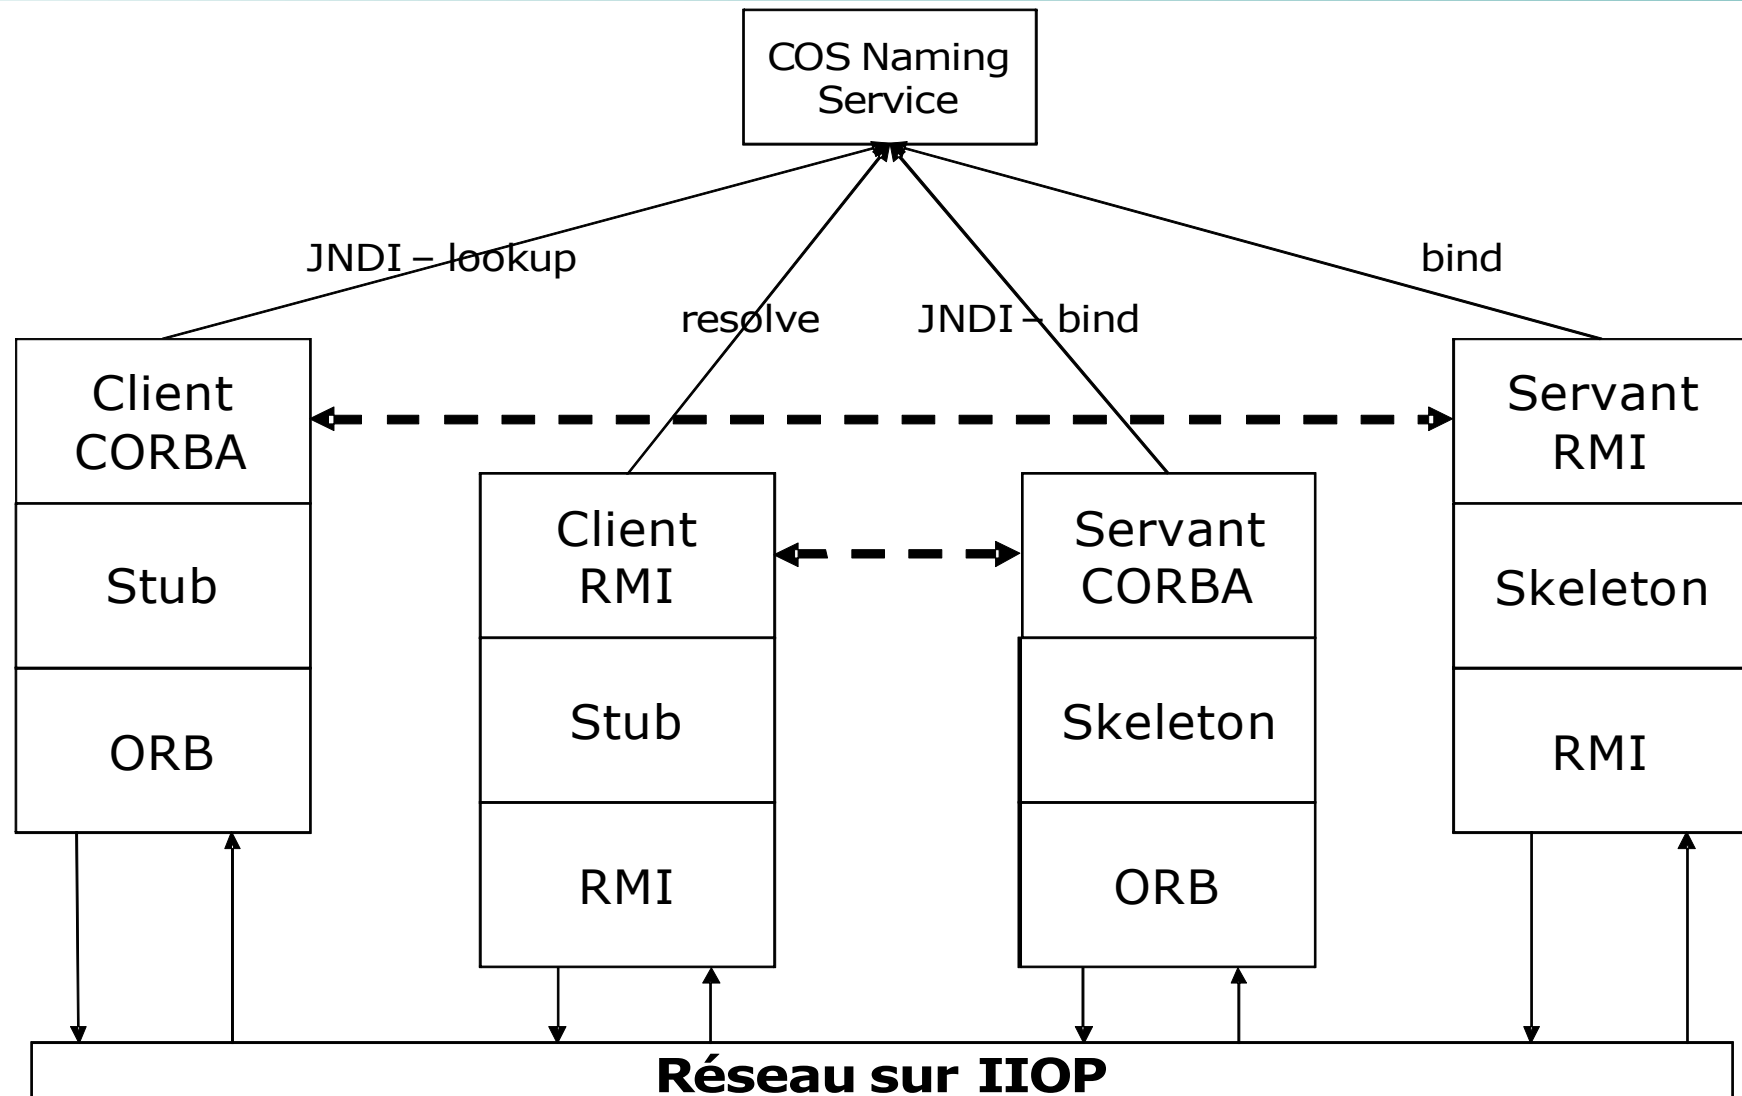 COS Naming
Service
JNDI – lookup
bind
resolve
JNDI – bind
Client
CORBA
Stub
ORB
Client
RMI
Stub
RMI
Servant
CORBA
Skeleton
ORB
Servant
RMI
Skeleton
RMI
Réseau sur IIOP